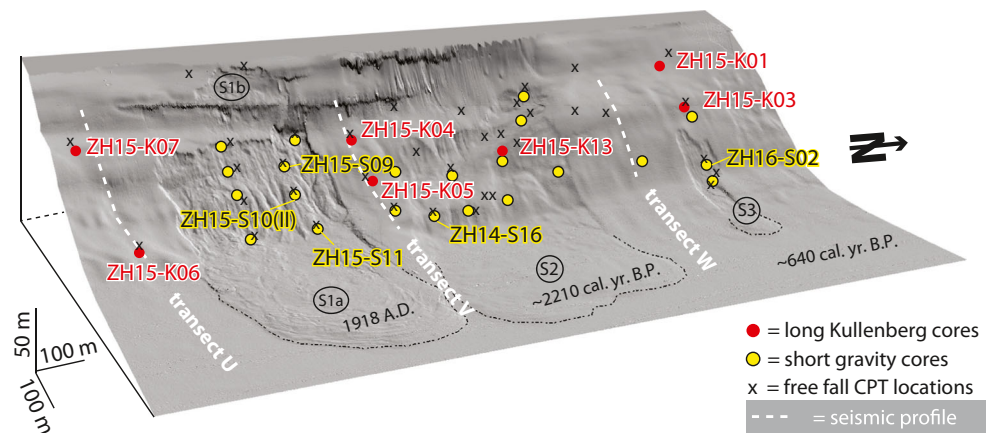 ZH15-K01
S1b
ZH15-K03
ZH15-K04
N
ZH15-K07
ZH15-K13
ZH15-S09
ZH16-S02
ZH15-K05
ZH15-S10(II)
S3
ZH14-S16
transect W
ZH15-S11
ZH15-K06
S2
~640 cal. yr. B.P.
transect V
~2210 cal. yr. B.P.
S1a
1918 A.D.
transect U
50 m
100 m
100 m
= long Kullenberg cores
= short gravity cores
x = free fall CPT locations
= seismic profile